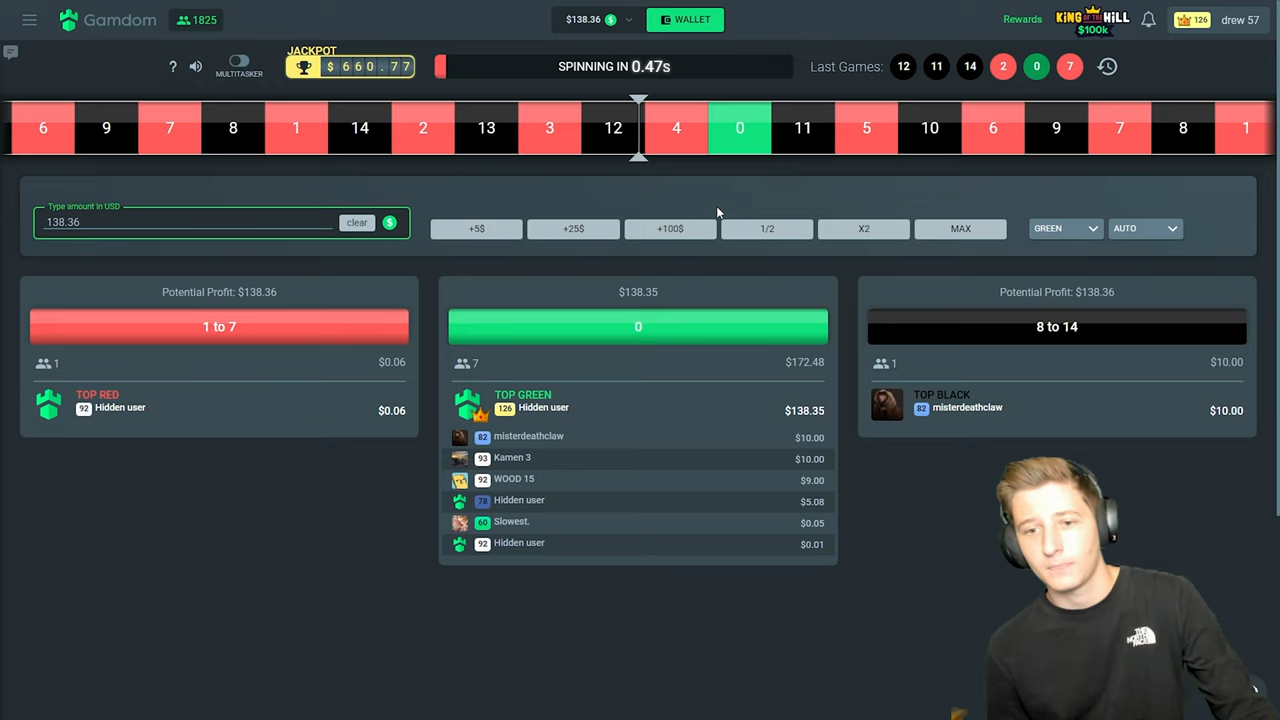 Gamdom
1825
$138.36
WALLET
Rewards
KING OF THE HILL
$100k
126
drew 57
MULTITASKER
JACKPOT
$ 660.77
SPINNING IN 0.47s
Last Games:
12
11
14
2
0
7
6
9
7
8
1
14
2
13
3
12
4
0
11
5
10
6
9
7
8
1
Type amount in USD
138.36
clear
+5$
+25$
+100$
1/2
X2
MAX
GREEN
AUTO
Potential Profit: $138.36
1 to 7
1
$0.06
TOP RED
92 Hidden user
$0.06
$138.35
0
7
$172.48
TOP GREEN
126 Hidden user
$138.35
82 misterdeathclaw $10.00
93 Kamen 3 $10.00
92 WOOD 15 $9.00
78 Hidden user $5.08
60 Slowest. $0.05
92 Hidden user $0.01
Potential Profit: $138.36
8 to 14
1
$10.00
TOP BLACK
82 misterdeathclaw
$10.00
THE
NORTH
FACE